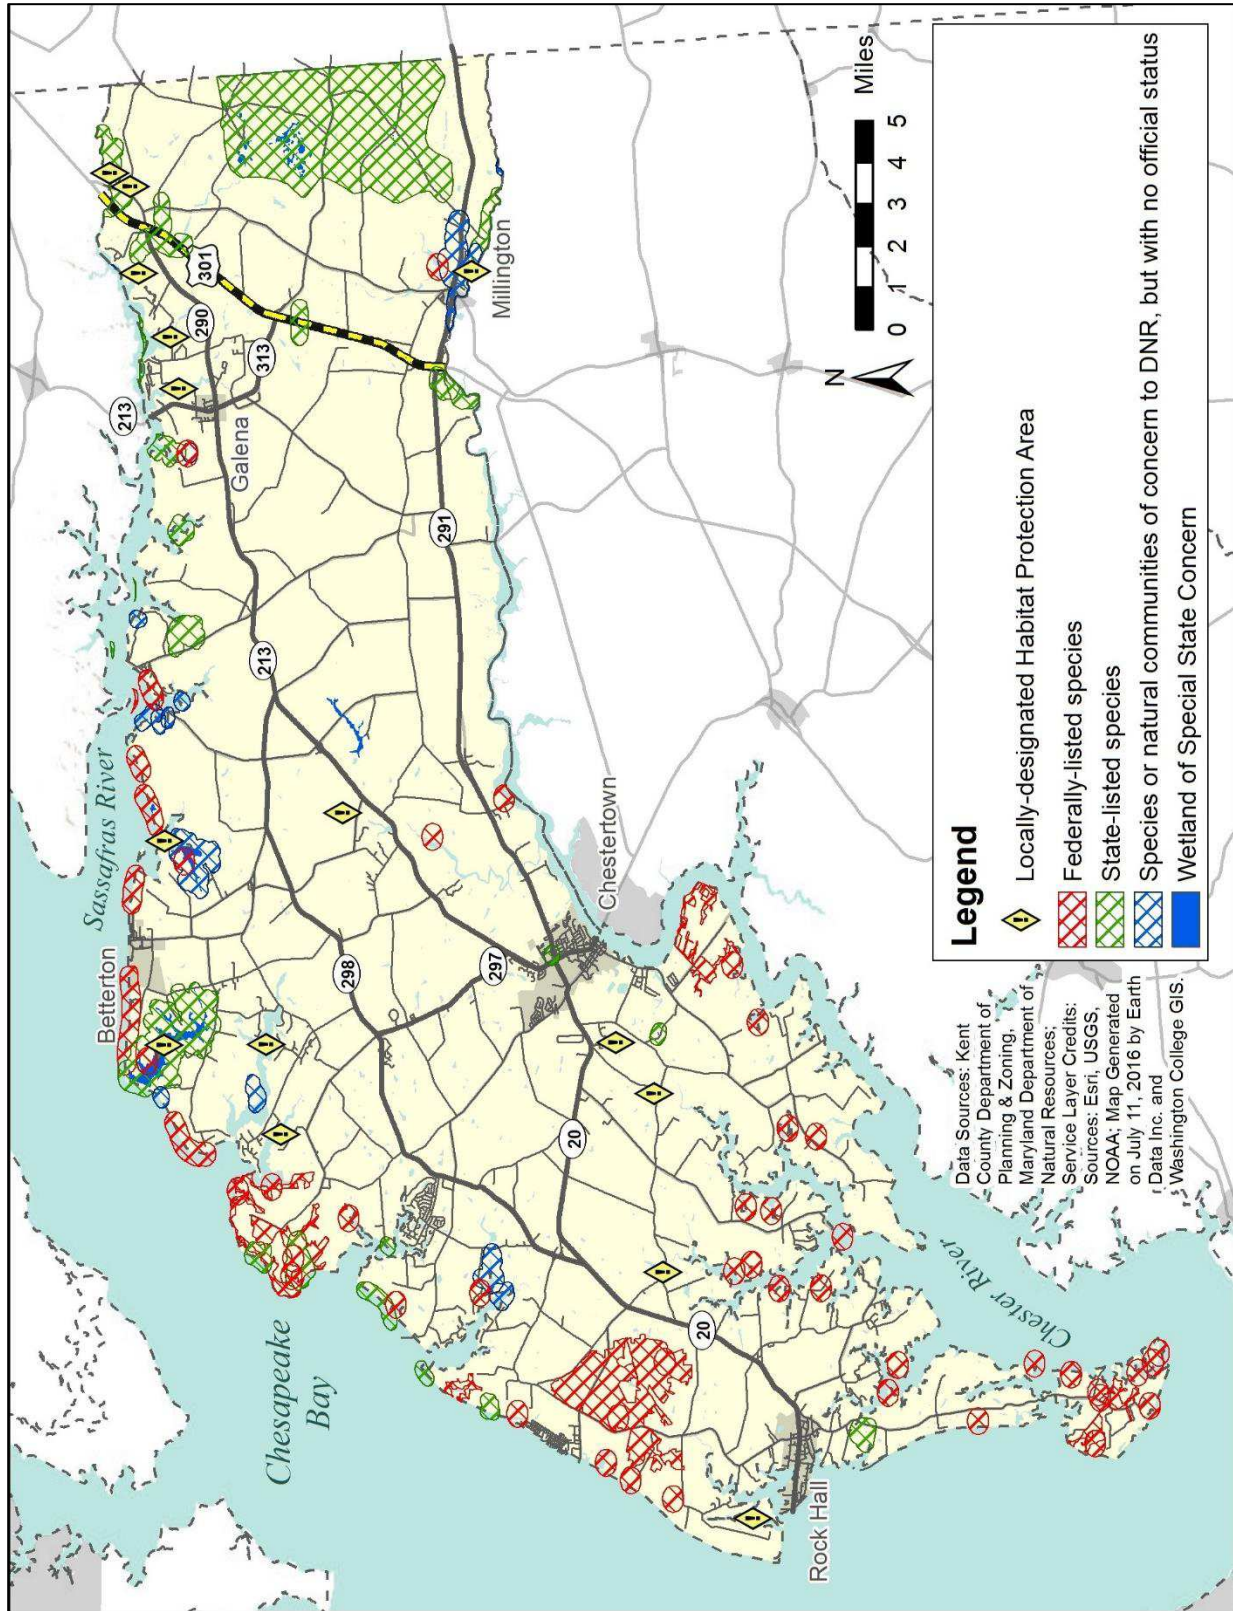 Sassafras River
Chesapeake
Bay
Chester River
Betterton
Galena
Millington
Chestertown
Rock Hall
213
290
301
313
213
291
298
297
20
20
N
0 1 2 3 4 5
Miles
Legend
Locally-designated Habitat Protection Area
Federally-listed species
State-listed species
Species or natural communities of concern to DNR, but with no official status
Wetland of Special State Concern
Data Sources: Kent
County Department of
Planning & Zoning,
Maryland Department of
Natural Resources;
Service Layer Credits:
Sources: Esri, USGS,
NOAA; Map Generated
on July 11, 2016 by Earth
Data Inc. and
Washington College GIS.